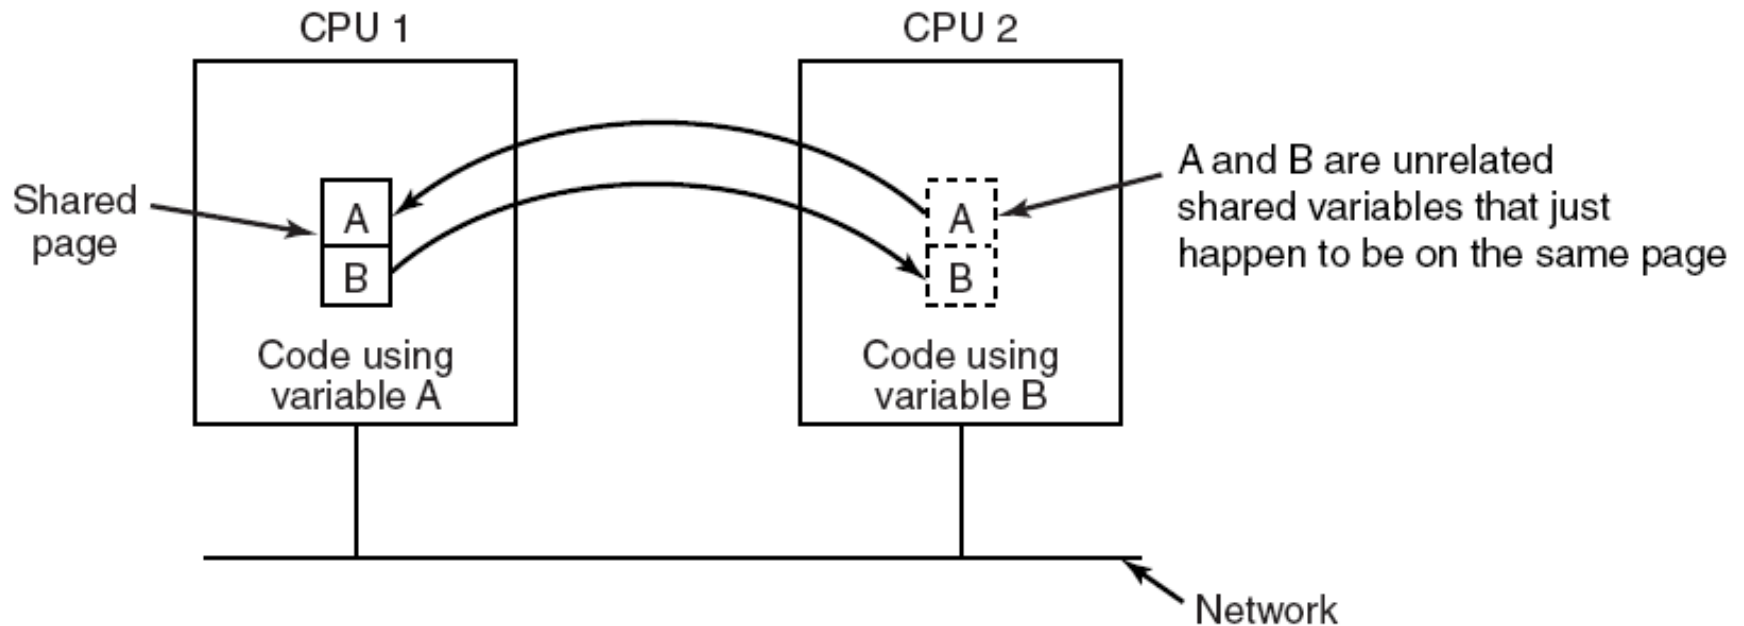 CPU 1
CPU 2
Shared
page
A
B
A
B
A and B are unrelated
shared variables that just
happen to be on the same page
Code using
variable A
Code using
variable B
Network